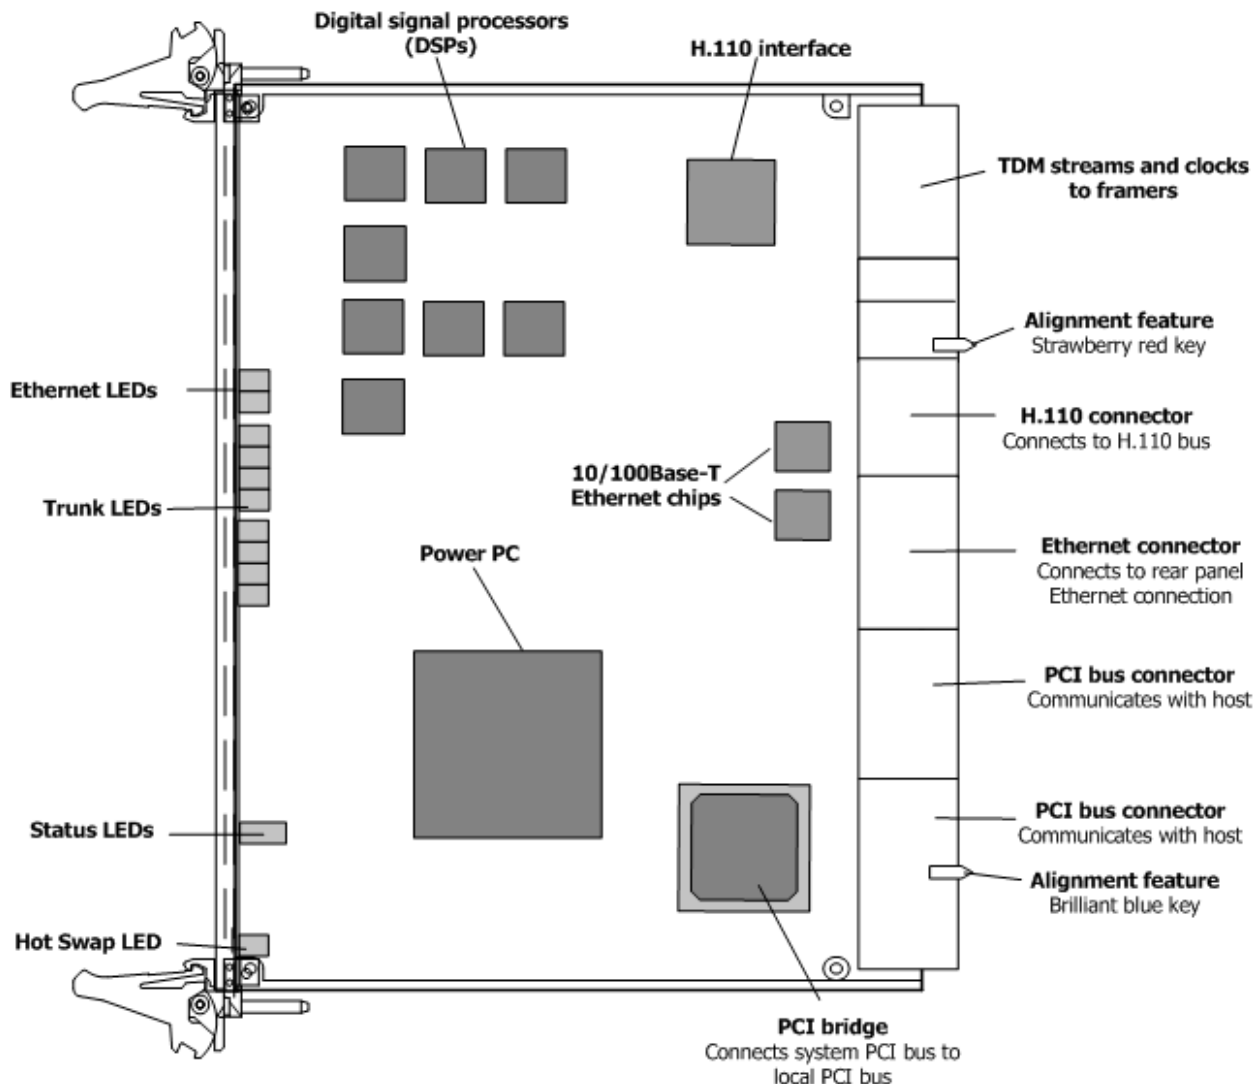 Digital signal processors
(DSPs)
H.110 interface
TDM streams and clocks
to framers
Alignment feature
Strawberry red key
Ethernet LEDs
H.110 connector
Connects to H.110 bus
10/100Base-T
Ethernet chips
Trunk LEDs
Power PC
Ethernet connector
Connects to rear panel
Ethernet connection
PCI bus connector
Communicates with host
Status LEDs
PCI bus connector
Communicates with host
Alignment feature
Brilliant blue key
Hot Swap LED
PCI bridge
Connects system PCI bus to
local PCI bus